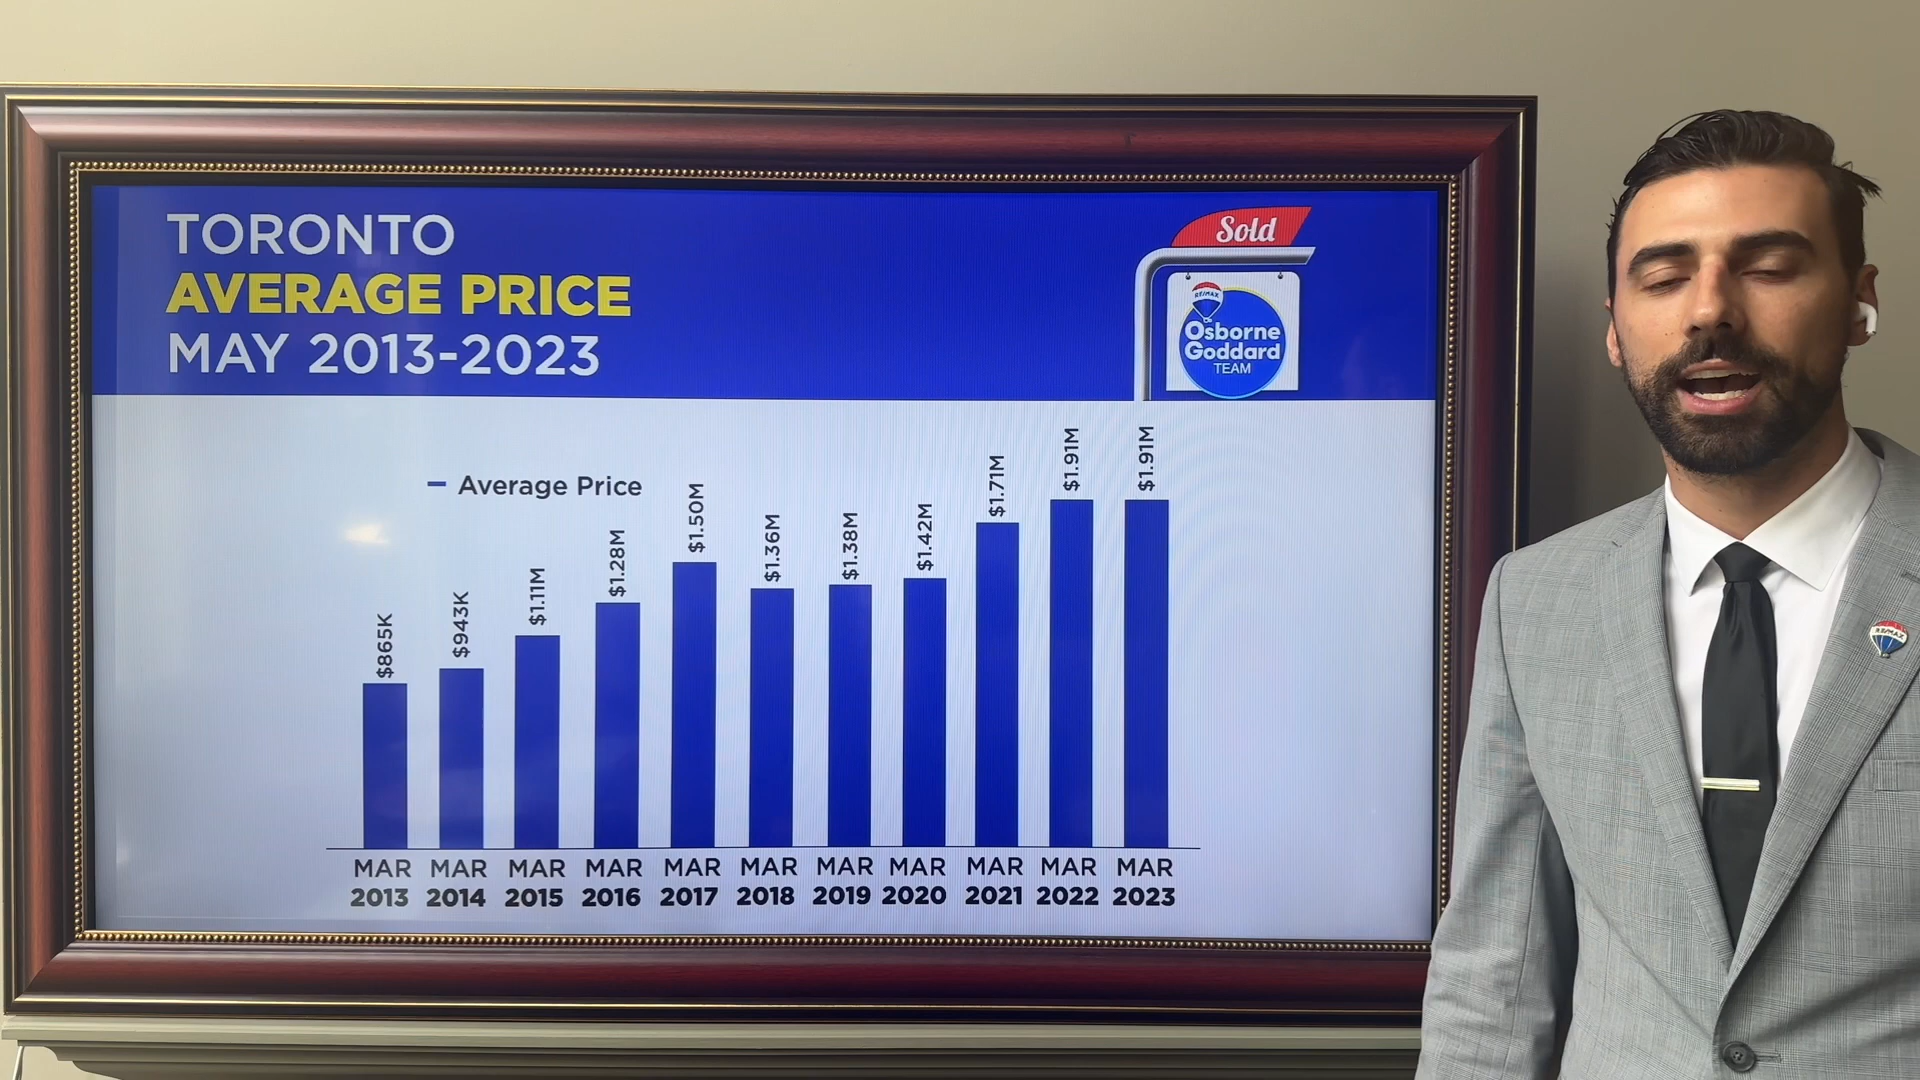 TORONTO
AVERAGE PRICE
MAY 2013-2023
Sold
RE/MAX
Osborne
Goddard
TEAM
Average Price
$865K
$943K
$1.11M
$1.28M
$1.50M
$1.36M
$1.38M
$1.42M
$1.71M
$1.91M
$1.91M
MAR MAR MAR MAR MAR MAR MAR MAR MAR MAR MAR
2013 2014 2015 2016 2017 2018 2019 2020 2021 2022 2023
RE/MAX